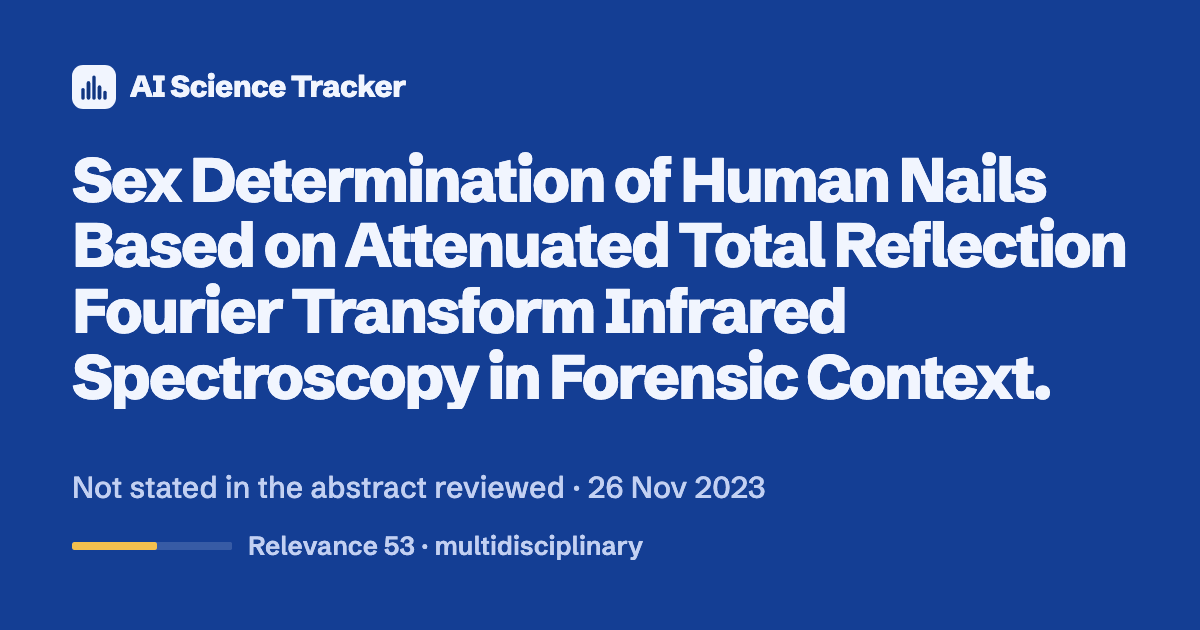 AI Science Tracker
Sex Determination of Human Nails
Based on Attenuated Total Reflection
Fourier Transform Infrared
Spectroscopy in Forensic Context.
Not stated in the abstract reviewed · 26 Nov 2023
Relevance 53 · multidisciplinary